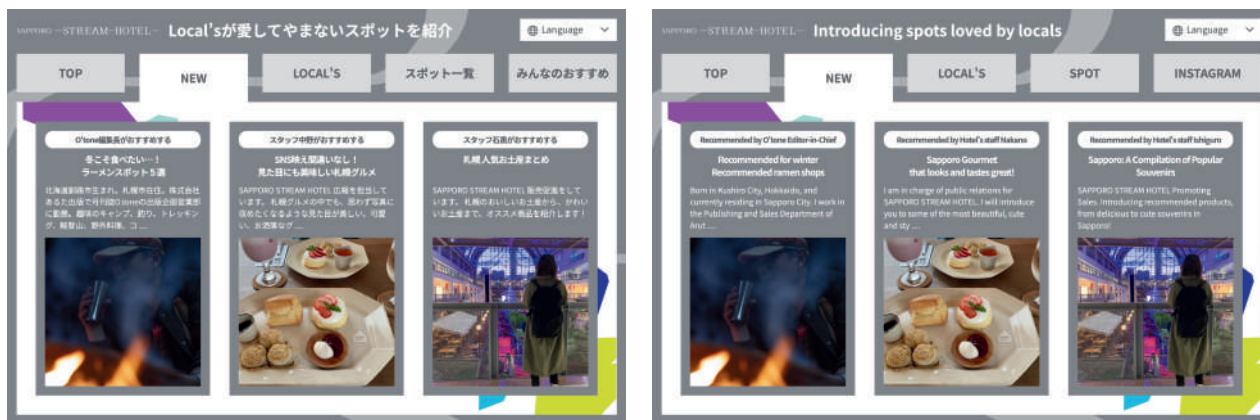 SAPPORO —STREAM-HOTEL—
Local'sが愛してやまないスポットを紹介
Language
TOP
NEW
LOCAL'S
スポット一覧
みんなのおすすめ
O'tone編集長がおすすめする
冬こそ食べたい…！
ラーメンスポット５選
北海道釧路市生まれ。札幌市在住。株式会社
あるた出版で月刊誌O.toneの出版企画営業部
に勤務。趣味のキャンプ、釣り、トレッキン
グ、軽登山、野外料理、コ ....
スタッフ中野がおすすめする
SNS映え間違いなし！
見た目にも美味しい札幌グルメ
SAPPORO STREAM HOTEL 広報を担当して
います。札幌グルメの中でも、思わず写真に
収めたくなるような見た目が美しい、可愛
い、お洒落なグ ....
スタッフ石黒がおすすめする
札幌人気お土産まとめ
SAPPORO STREAM HOTEL 販売促進をして
います。札幌のおいしいお土産から、かわい
いお土産まで、オススメ商品を紹介します！
SAPPORO —STREAM-HOTEL—
Introducing spots loved by locals
Language
TOP
NEW
LOCAL'S
SPOT
INSTAGRAM
Recommended by O'tone Editor-in-Chief
Recommended for winter
Recommended ramen shops
Born in Kushiro City, Hokkaido, and
currently residing in Sapporo City. I work in
the Publishing and Sales Department of
Arut ....
Recommended by Hotel's staff Nakano
Sapporo Gourmet
that looks and tastes great!
I am in charge of public relations for
SAPPORO STREAM HOTEL. I will introduce
you to some of the most beautiful, cute
and sty ....
Recommended by Hotel's staff Ishiguro
Sapporo: A Compilation of Popular
Souvenirs
SAPPORO STREAM HOTEL, Promoting
Sales. Introducing recommended products,
from delicious to cute souvenirs in
Sapporo!